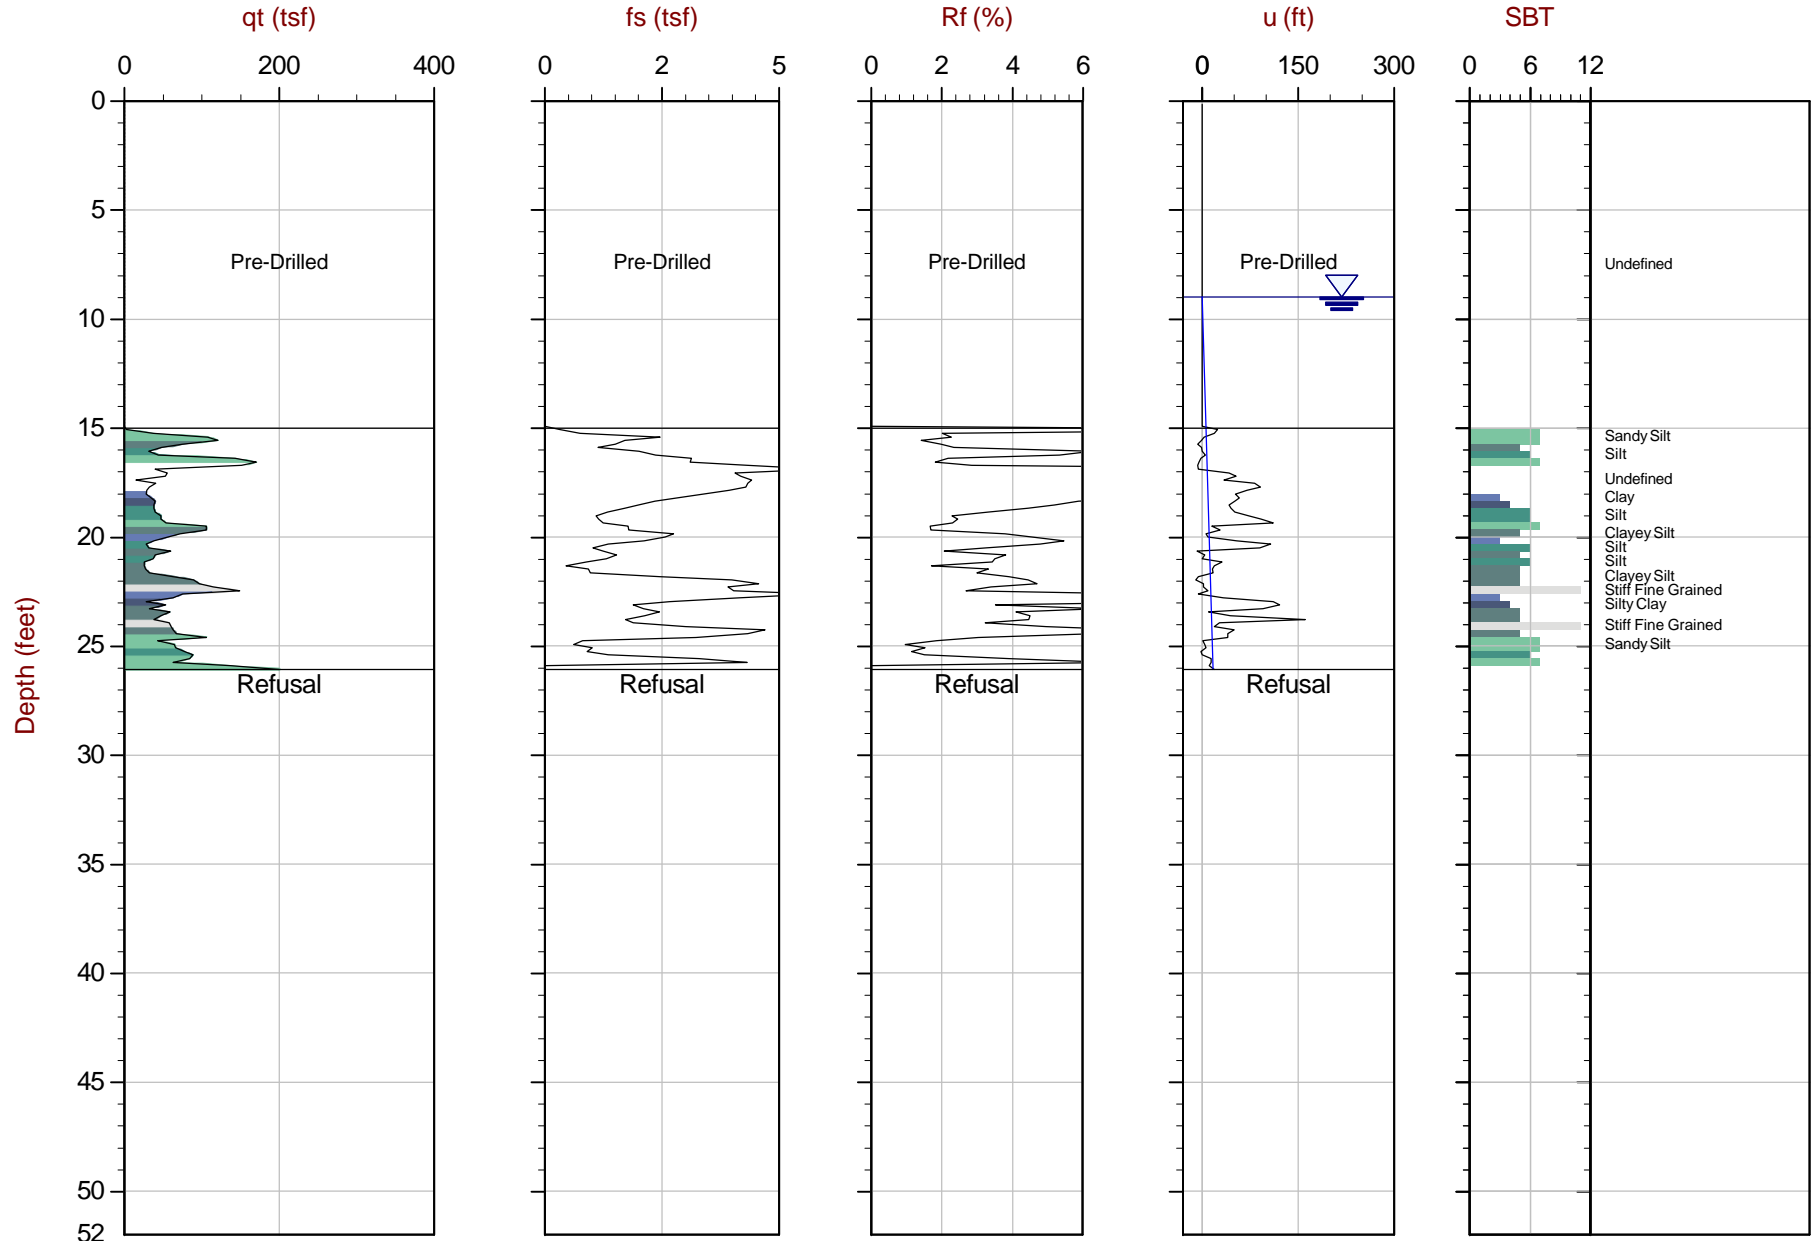 qt (tsf) fs (tsf) Rf (%) u (ft) SBT
0 200 400 0 2 5 0 2 4 6 0 150 300 0 6 12
0
5
Pre-Drilled Pre-Drilled Pre-Drilled Pre-Drilled Undefined
10
15
Sandy Silt
Silt
Undefined
Clay
Silt
Clayey Silt
20
Silt
Silt
Clayey Silt
Stiff Fine Grained
Silty Clay
Stiff Fine Grained
Sandy Silt
25
Refusal Refusal Refusal Refusal
Depth (feet)
30
35
40
45
50
52